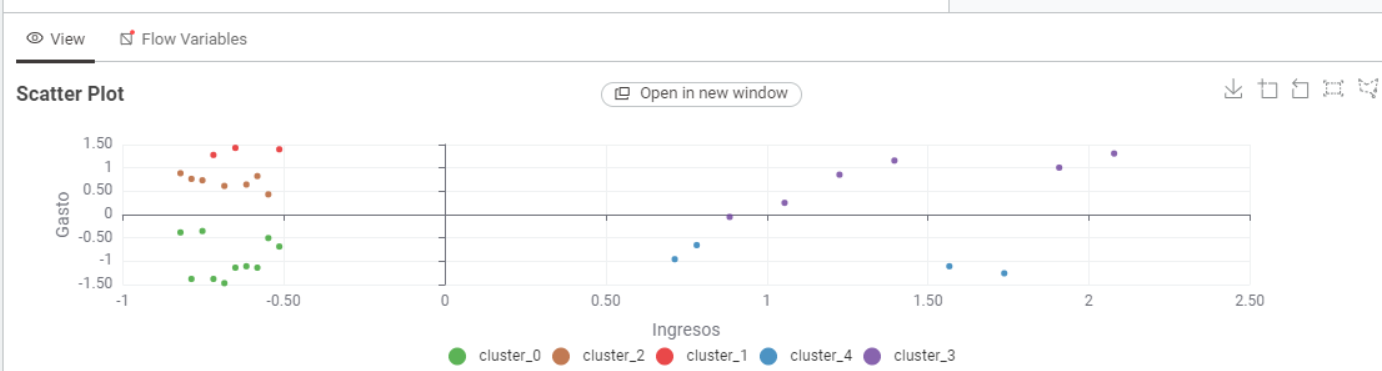 View Flow Variables
Scatter Plot Open in new window
1.50
1
0.50
0
-0.50
-1
-1.50
Gasto
-1 -0.50 0 0.50 1 1.50 2 2.50
Ingresos
cluster_0 cluster_2 cluster_1 cluster_4 cluster_3